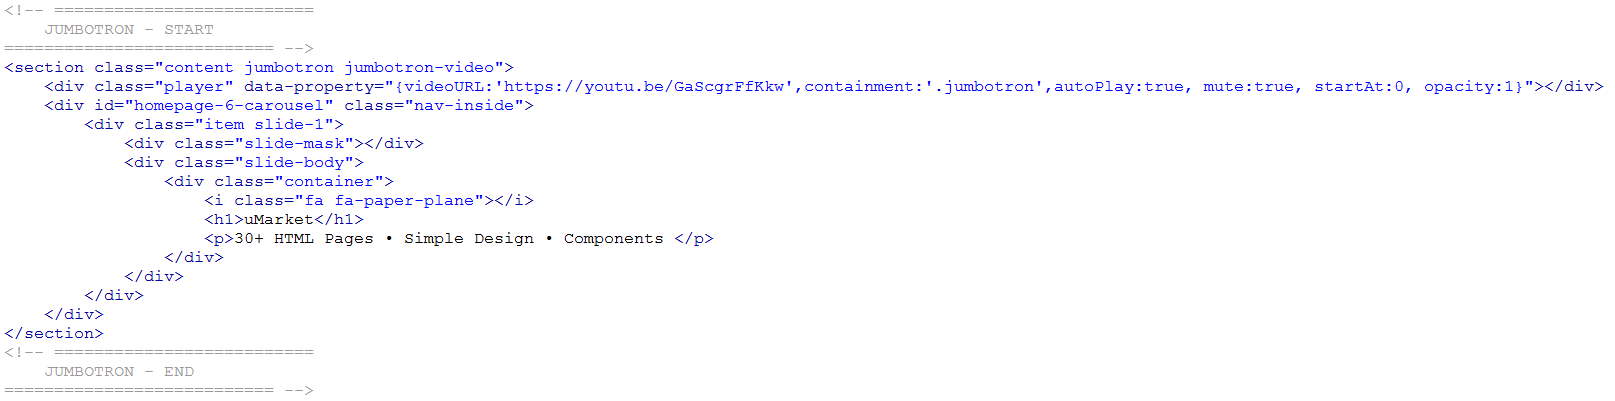 <!-- ==========================
    JUMBOTRON - START
=========================== -->
<section class="content jumbotron jumbotron-video">
    <div class="player" data-property="{videoURL:'https://youtu.be/GaScgrFfKkw',containment:'.jumbotron',autoPlay:true, mute:true, startAt:0, opacity:1}"></div>
    <div id="homepage-6-carousel" class="nav-inside">
        <div class="item slide-1">
            <div class="slide-mask"></div>
            <div class="slide-body">
                <div class="container">
                    <i class="fa fa-paper-plane"></i>
                    <h1>uMarket</h1>
                    <p>30+ HTML Pages • Simple Design • Components </p>
                </div>
            </div>
        </div>
    </div>
</section>
<!-- ==========================
    JUMBOTRON - END
=========================== -->